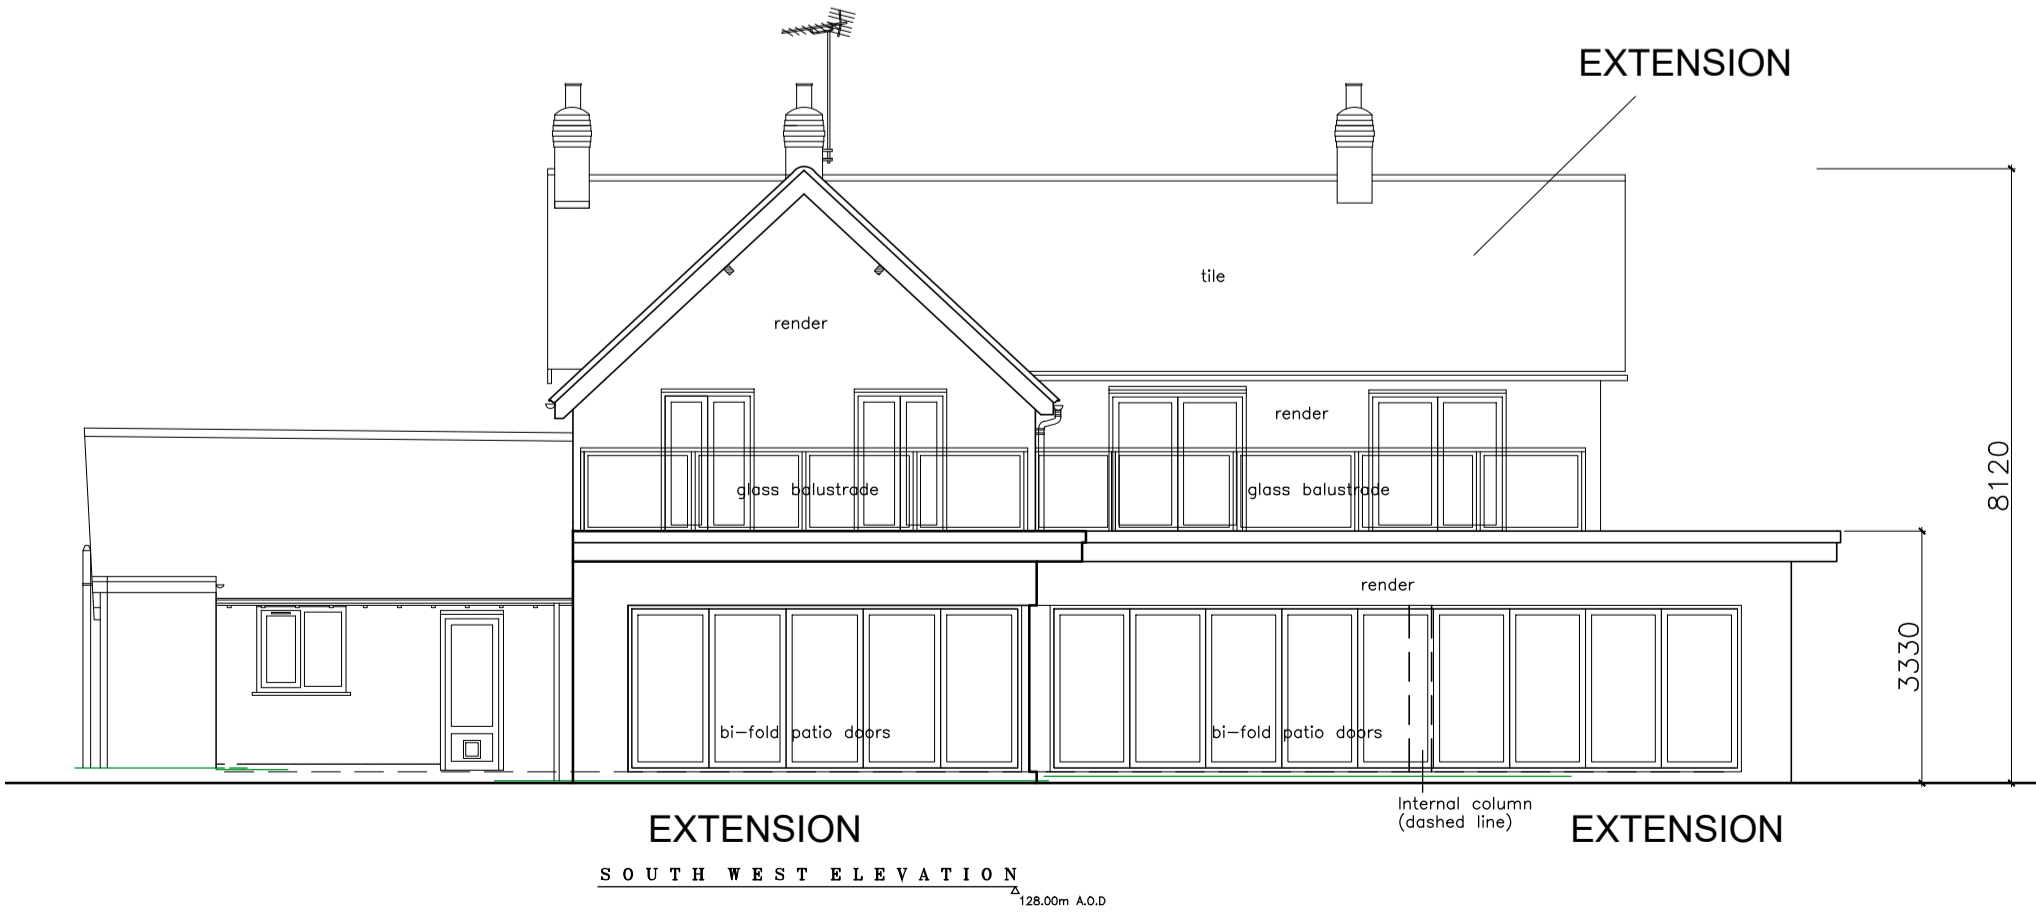 EXTENSION
tile
render
render
glass balustrade
glass balustrade
8120
render
3330
bi-fold patio doors
bi-fold patio doors
Internal column
(dashed line)
EXTENSION
EXTENSION
SOUTH WEST ELEVATION
128.00m A.O.D